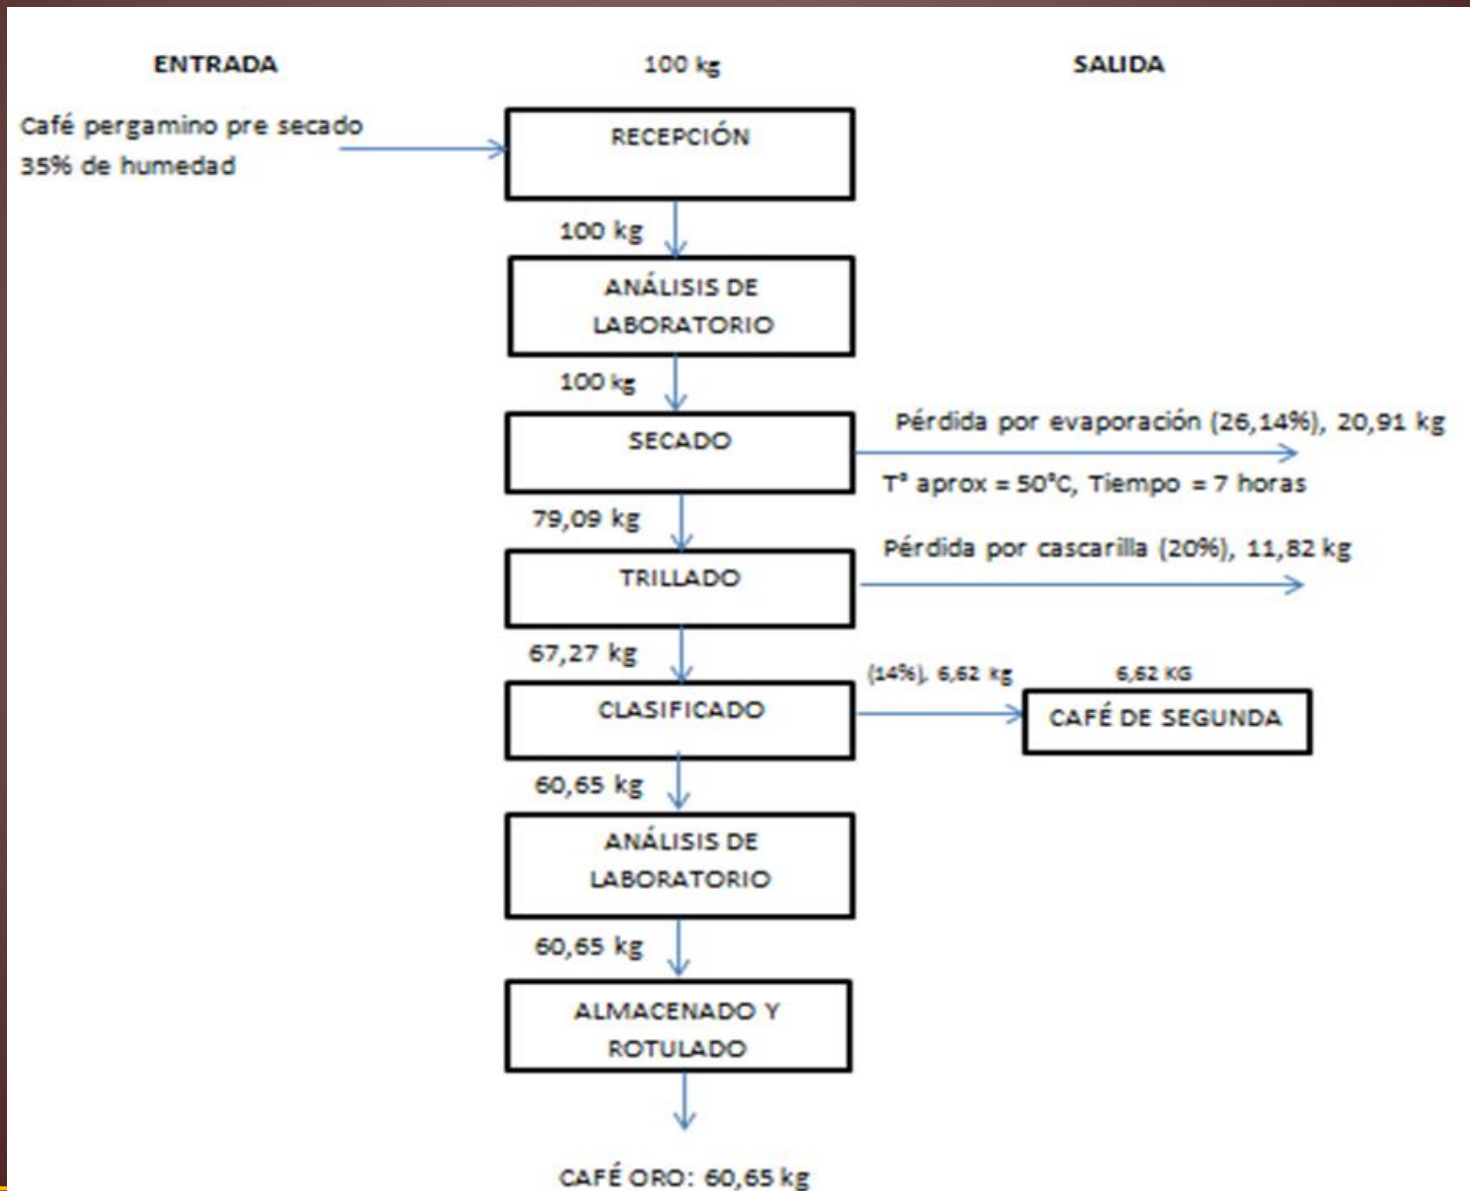 ENTRADA
100 kg
SALIDA
Café pergamino pre secado
35% de humedad
RECEPCIÓN
100 kg
ANÁLISIS DE
LABORATORIO
100 kg
SECADO
Pérdida por evaporación (26,14%), 20,91 kg
T° aprox = 50°C, Tiempo = 7 horas
79,09 kg
Pérdida por cascarilla (20%), 11,82 kg
TRILLADO
67,27 kg
(14%), 6,62 kg
6,62 KG
CLASIFICADO
CAFÉ DE SEGUNDA
60,65 kg
ANÁLISIS DE
LABORATORIO
60,65 kg
ALMACENADO Y
ROTULADO
CAFÉ ORO: 60,65 kg